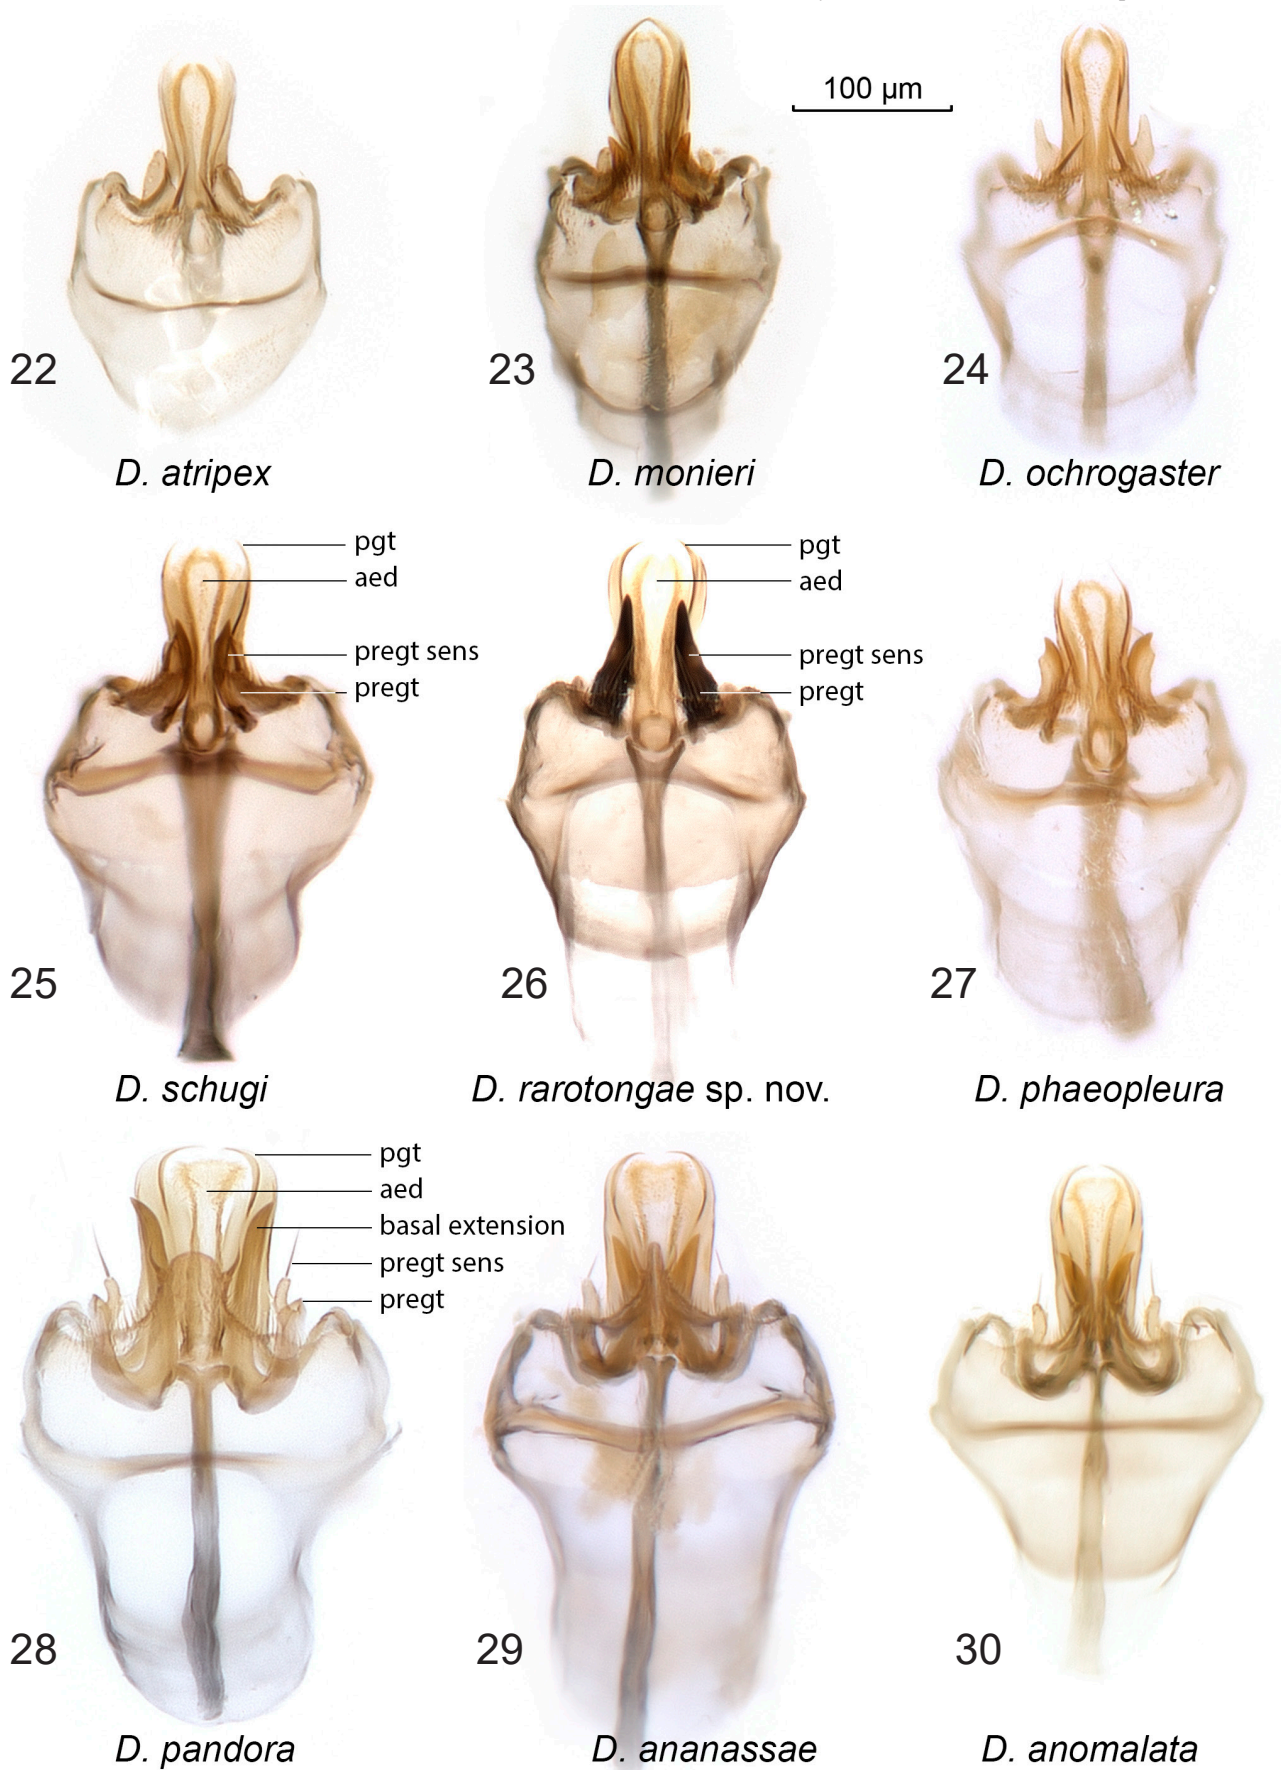 100 µm
22
23
24
D. atripex
D. monieri
D. ochrogaster
pgt
aed
pregt sens
pregt
pgt
aed
pregt sens
pregt
25
26
27
D. schugi
D. rarotongae sp. nov.
D. phaeopleura
pgt
aed
basal extension
pregt sens
pregt
28
29
30
D. pandora
D. ananassae
D. anomalata